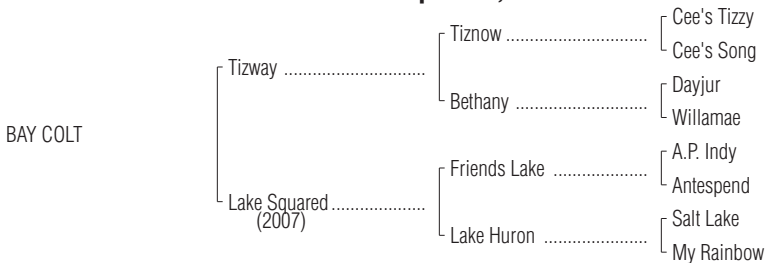 Cee's Tizzy
Tiznow ..............................
Cee's Song
Tizway ..............................
Dayjur
Bethany ............................
Willamae
BAY COLT
A.P. Indy
Friends Lake ....................
Antespend
Lake Squared....................
(2007)
Salt Lake
Lake Huron ......................
My Rainbow